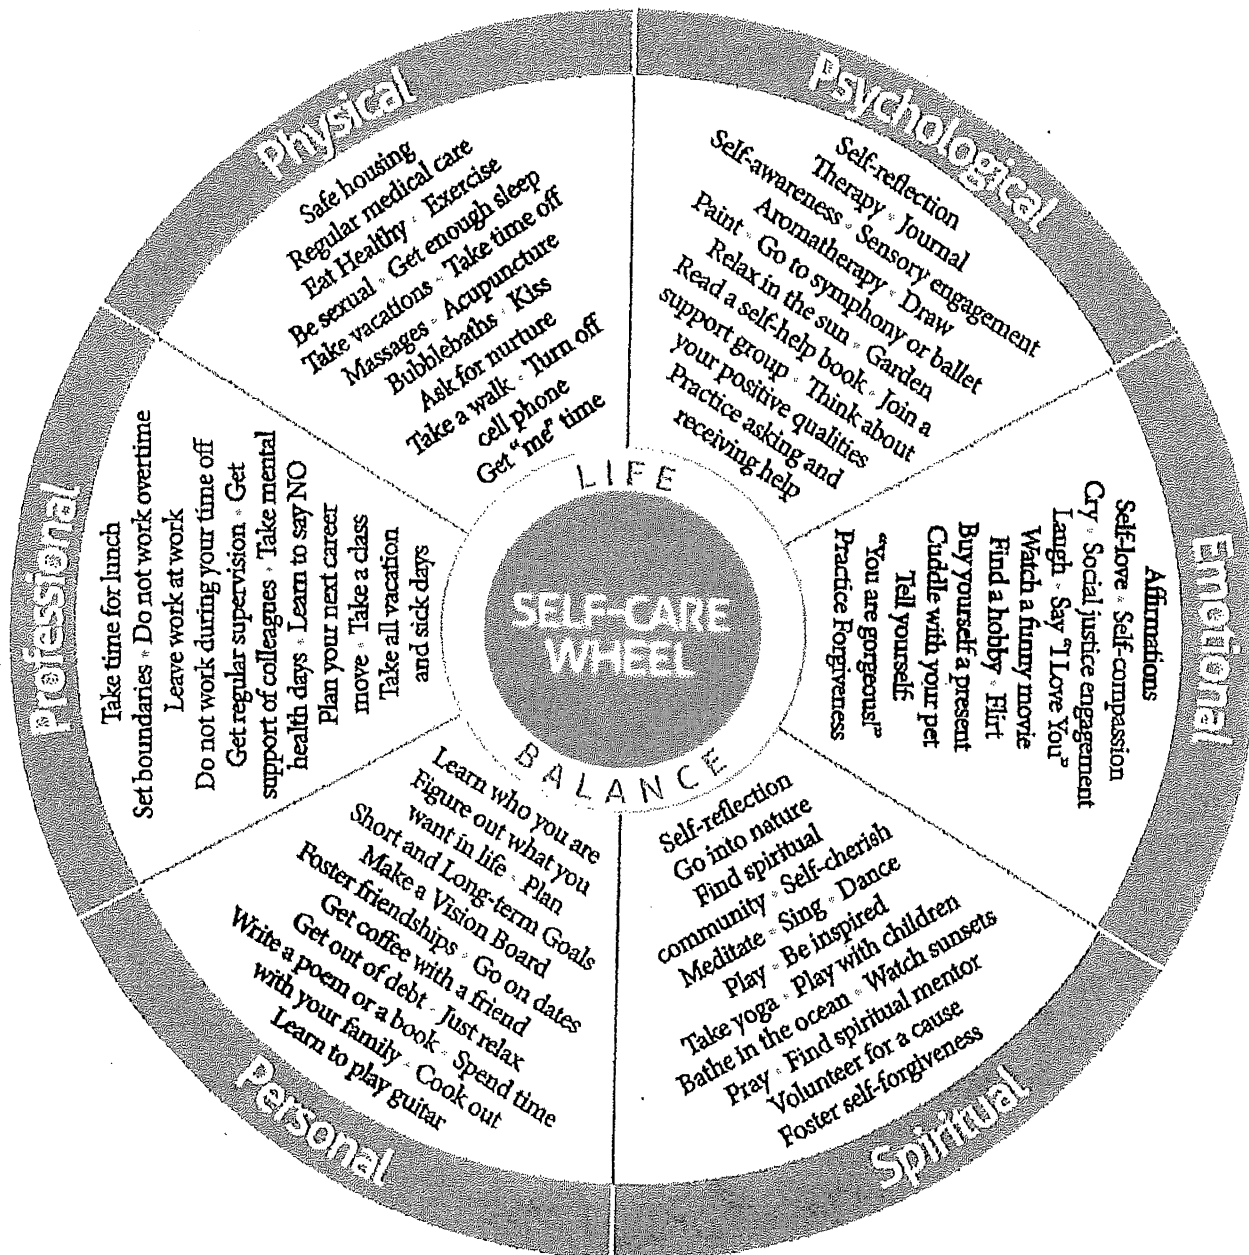 Physical
Safe housing
Regular medical care
Eat Healthy ◦ Exercise
Be sexual ◦ Get enough sleep
Take vacations ◦ Take time off
Massages ◦ Acupuncture
Bubblebaths ◦ Kiss
Ask for nurture
Take a walk ◦ Turn off
cell phone
Get "me" time
Psychological
Self-reflection
Therapy ◦ Journal
Self-awareness ◦ Sensory engagement
Aromatherapy ◦ Draw
Paint ◦ Go to symphony or ballet
Relax in the sun ◦ Garden
Read a self-help book ◦ Join a
support group ◦ Think about
your positive qualities
Practice asking and
receiving help
Emotional
Affirmations
Self-love ◦ Self-compassion
Cry ◦ Social justice engagement
Laugh ◦ Say "I Love You"
Watch a funny movie
Find a hobby ◦ Flirt
Buy yourself a present
Cuddle with your pet
Tell yourself:
"You are gorgeous!"
Practice Forgiveness
Spiritual
Self-reflection
Go into nature
Find spiritual
community ◦ Self-cherish
Meditate ◦ Sing ◦ Dance
Play ◦ Be inspired
Take yoga ◦ Play with children
Bathe in the ocean ◦ Watch sunsets
Pray ◦ Find spiritual mentor
Volunteer for a cause
Foster self-forgiveness
Personal
Learn who you are
Figure out what you
want in life ◦ Plan
Short and Long-term Goals
Make a Vision Board
Foster friendships ◦ Go on dates
Get coffee with a friend
Get out of debt ◦ Just relax
Write a poem or a book ◦ Spend time
with your family ◦ Cook out
Learn to play guitar
Professional
Take time for lunch
Set boundaries ◦ Do not work overtime
Leave work at work
Do not work during your time off
Get regular supervision ◦ Get
support of colleagues ◦ Take mental
health days ◦ Learn to say NO
Plan your next career
move ◦ Take a class
Take all vacation
and sick days
LIFE
SELF-CARE
WHEEL
BALANCE